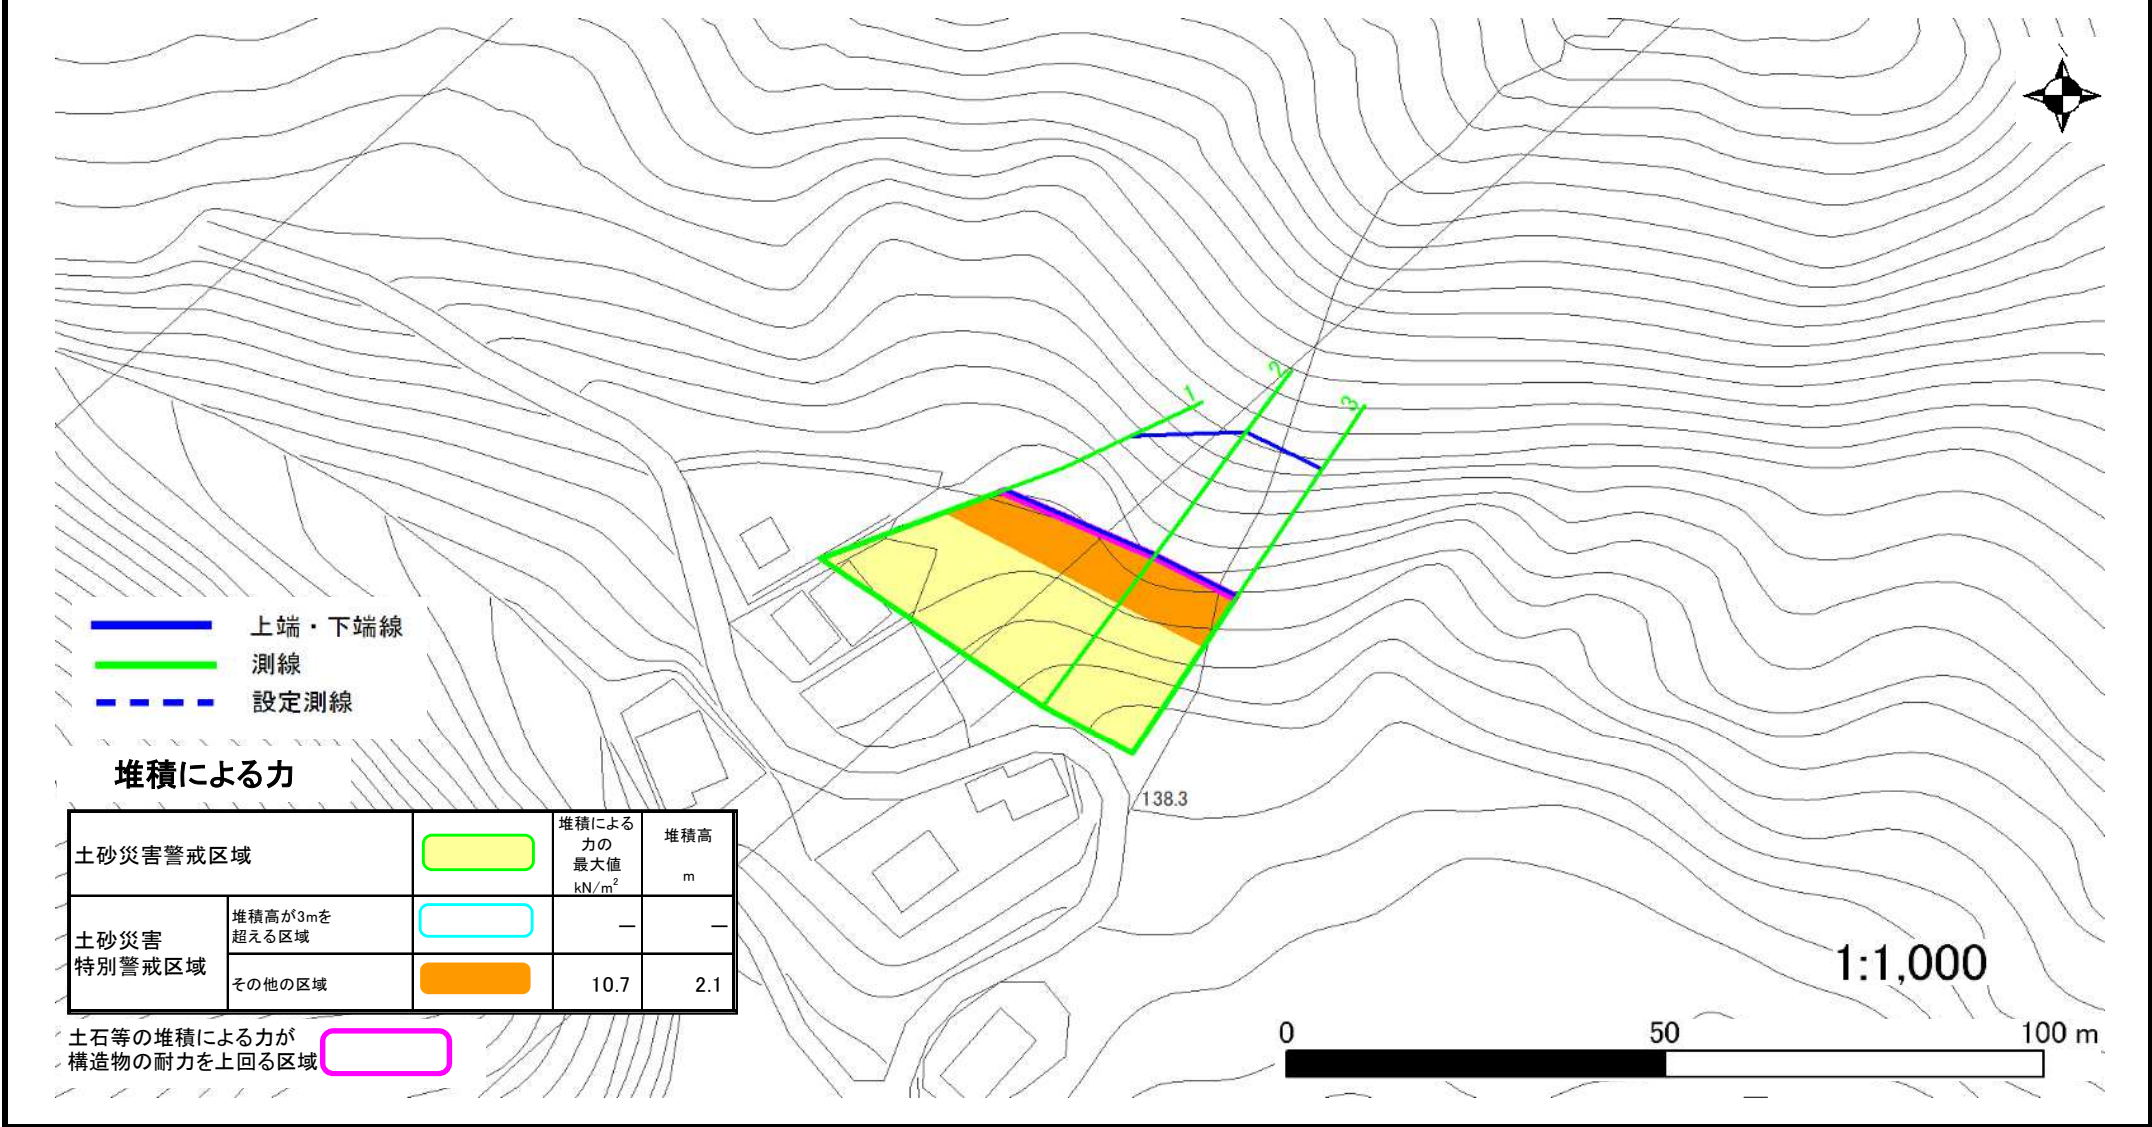 2
1
3
上端・下端線
測線
設定測線
堆積による力
138.3
土砂災害警戒区域
堆積による
力の
最大値
kN/m²
堆積高
m
土砂災害
特別警戒区域
堆積高が3mを
超える区域
－
－
その他の区域
10.7
2.1
土石等の堆積による力が
構造物の耐力を上回る区域
1:1,000
0
50
100 m